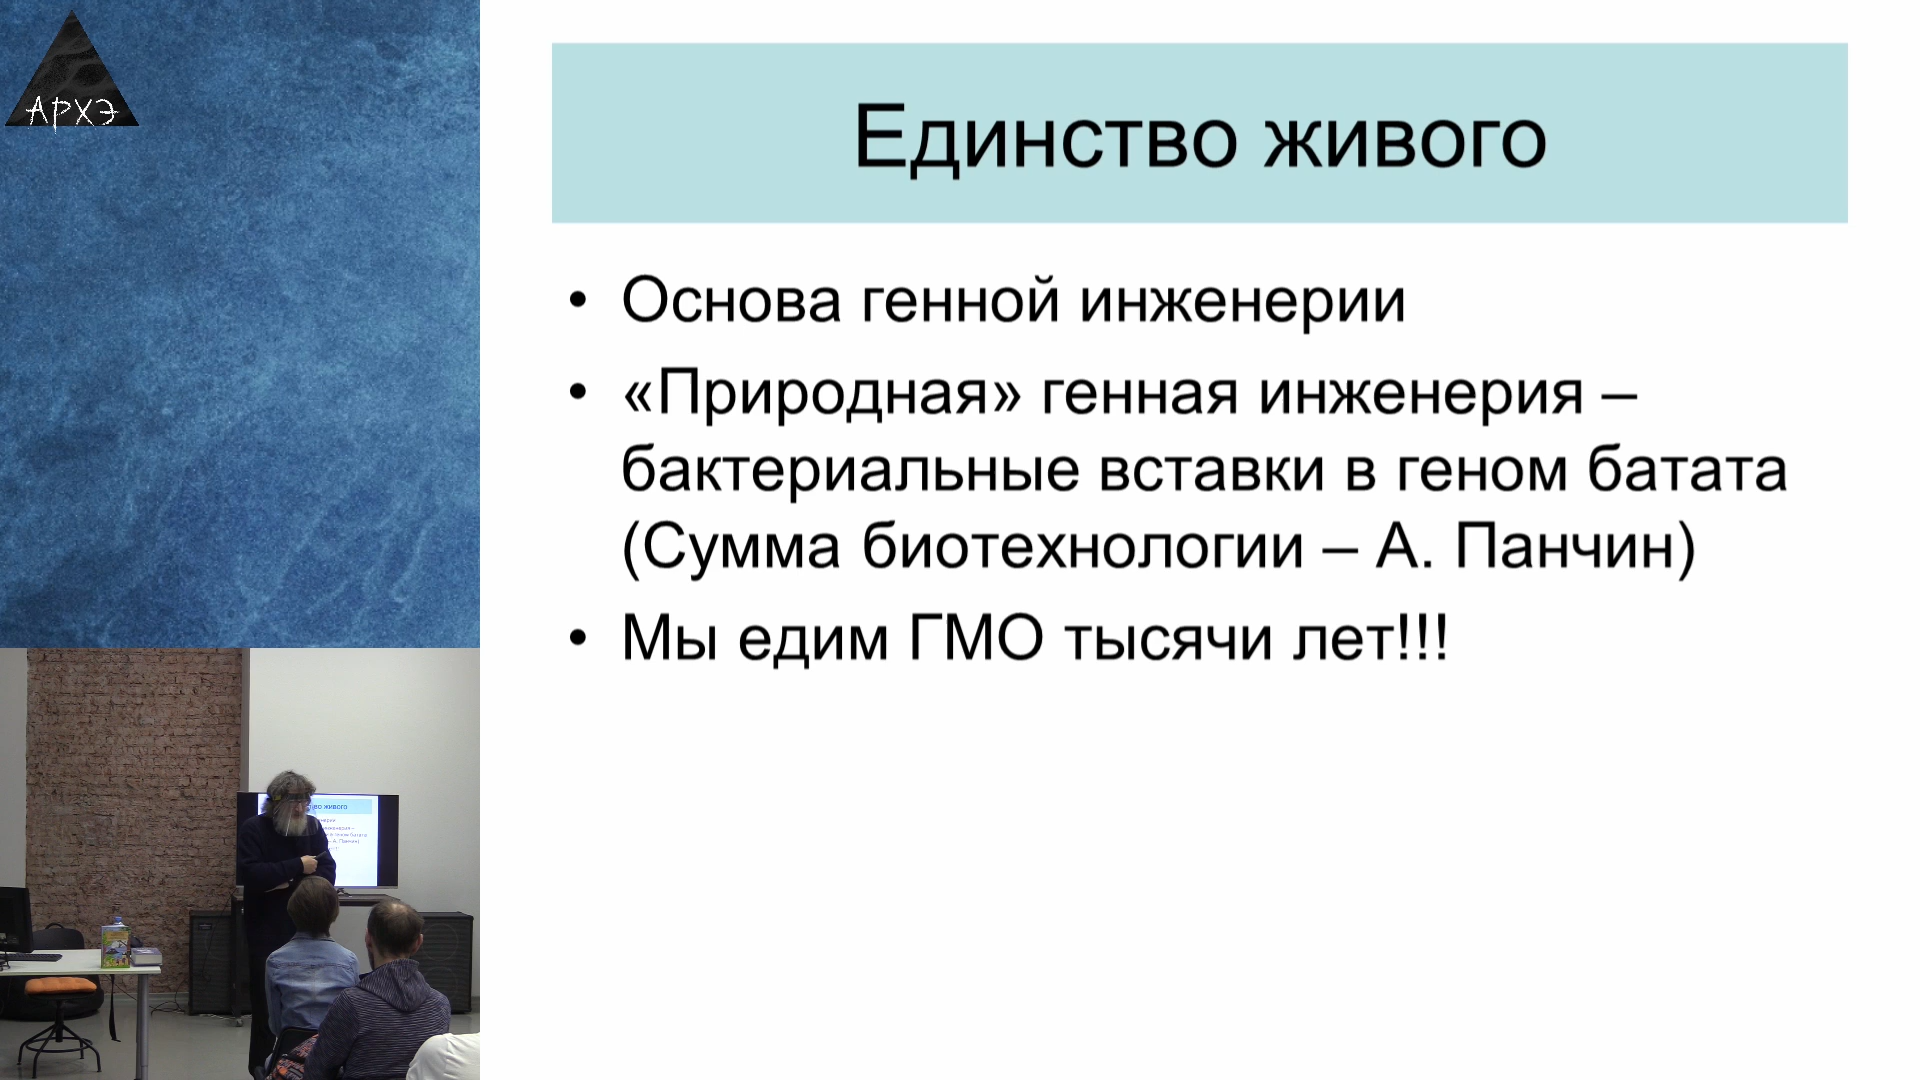 АРХЭ
Единство живого
• Основа генной инженерии
• «Природная» генная инженерия –
бактериальные вставки в геном батата
(Сумма биотехнологии – А. Панчин)
• Мы едим ГМО тысячи лет!!!